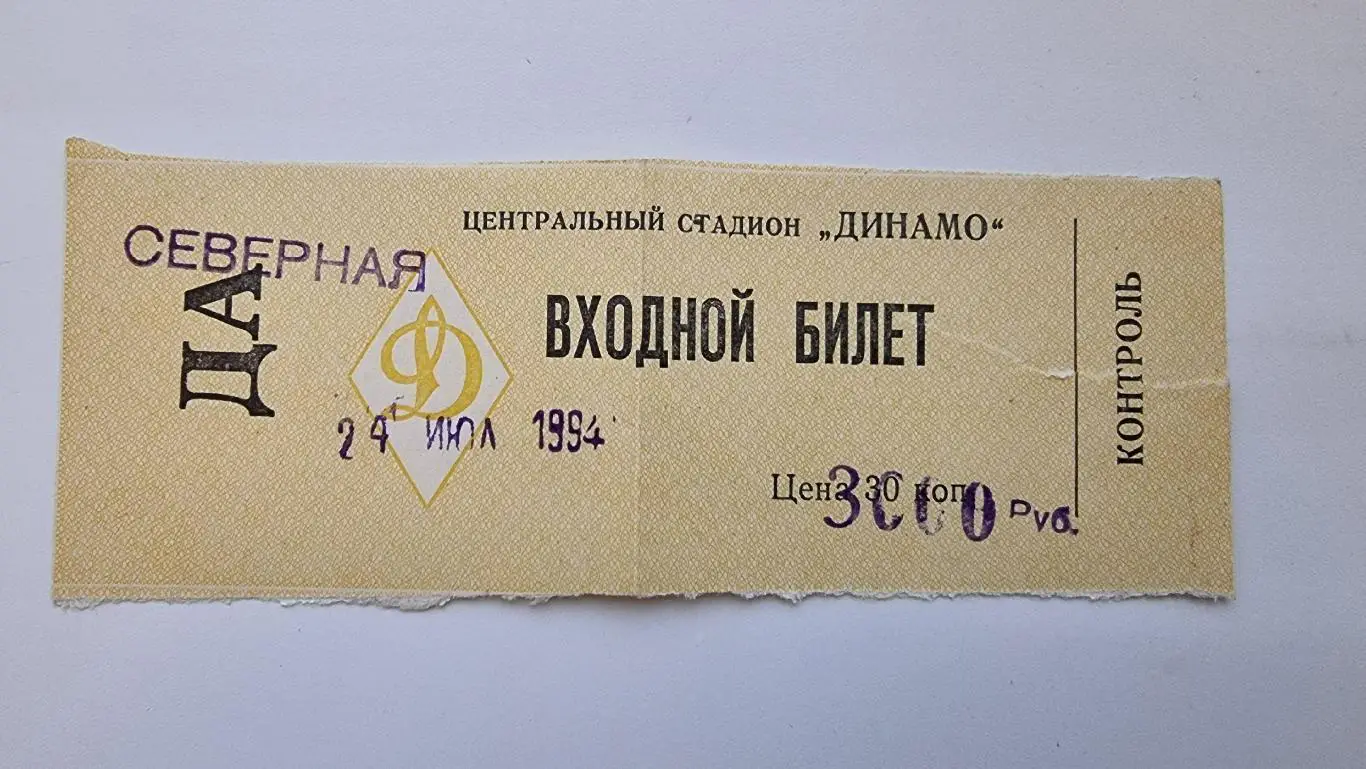 ЦЕНТРАЛЬНЫЙ СТАДИОН „ДИНАМО“
СЕВЕРНАЯ
ДА
Д
ВХОДНОЙ БИЛЕТ
24 ИЮЛ 1994
Цена 30 коп
3000 Руб.
КОНТРОЛЬ